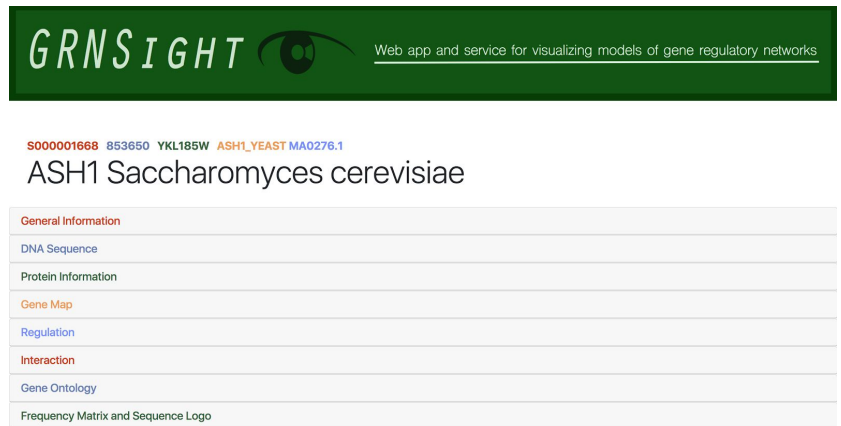 GRNSIGHT
Web app and service for visualizing models of gene regulatory networks
S000001668 853650 YKL185W ASH1_YEAST MA0276.1
ASH1 Saccharomyces cerevisiae
General Information
DNA Sequence
Protein Information
Gene Map
Regulation
Interaction
Gene Ontology
Frequency Matrix and Sequence Logo